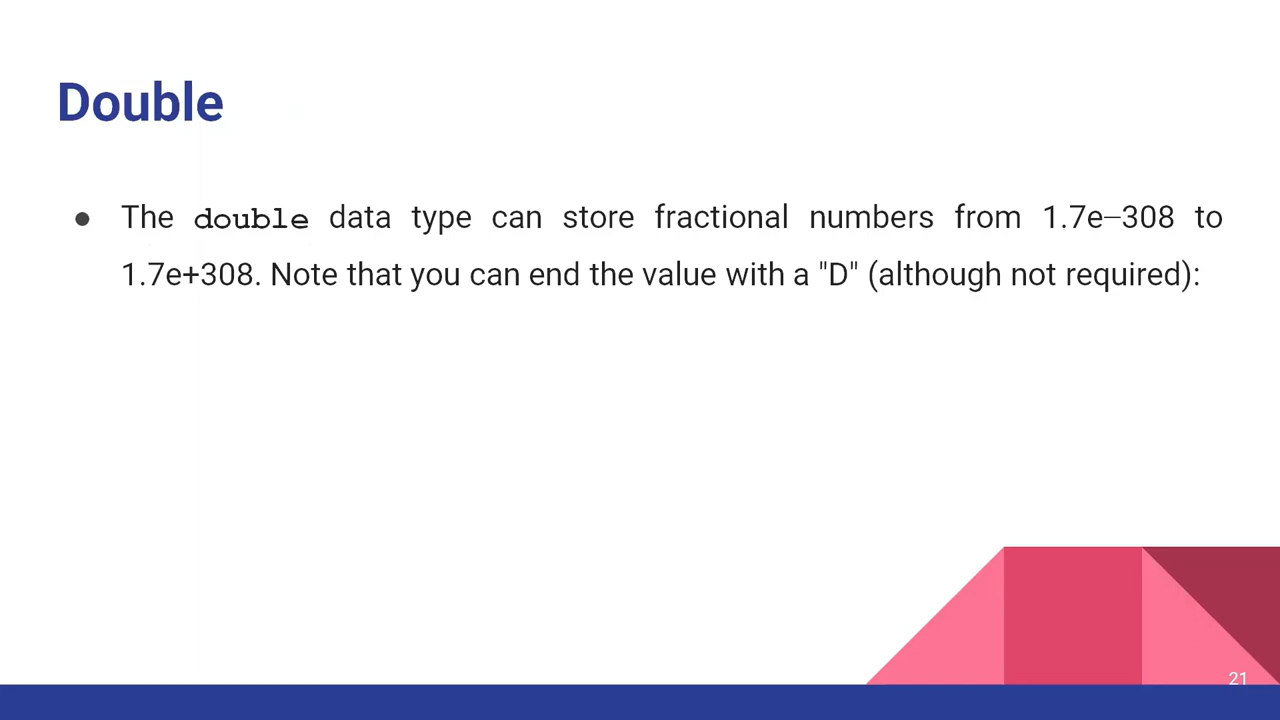 Double
● The double data type can store fractional numbers from 1.7e−308 to
1.7e+308. Note that you can end the value with a "D" (although not required):
21